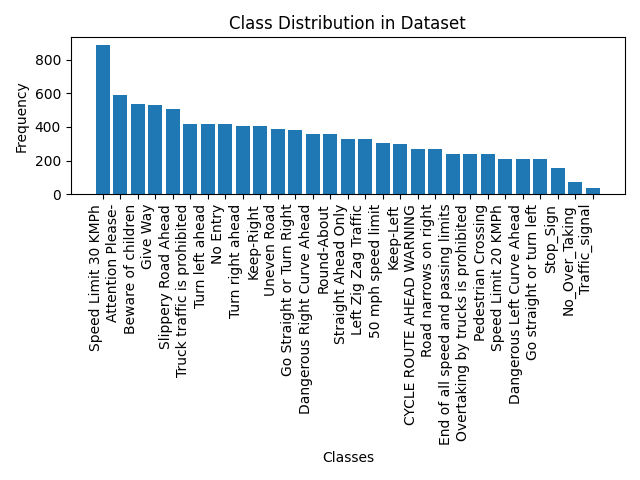 Class Distribution in Dataset
Frequency
800
600
400
200
0
Speed Limit 30 KMPh
Attention Please-
Beware of children
Give Way
Slippery Road Ahead
Truck traffic is prohibited
Turn left ahead
No Entry
Turn right ahead
Keep-Right
Uneven Road
Go Straight or Turn Right
Dangerous Right Curve Ahead
Round-About
Straight Ahead Only
Left Zig Zag Traffic
50 mph speed limit
Keep-Left
CYCLE ROUTE AHEAD WARNING
Road narrows on right
End of all speed and passing limits
Overtaking by trucks is prohibited
Pedestrian Crossing
Speed Limit 20 KMPh
Dangerous Left Curve Ahead
Go straight or turn left
Stop_Sign
No_Over_Taking
Traffic_signal
Classes